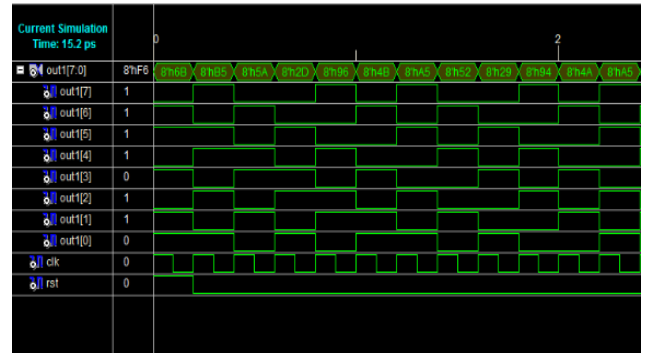 Current Simulation
Time: 15.2 ps
0
2
out1[7:0] 8'hF6 8'h6B 8'hB5 8'h5A 8'h2D 8'h96 8'h4B 8'hA5 8'h52 8'h29 8'h94 8'h4A 8'hA5
out1[7] 1
out1[6] 1
out1[5] 1
out1[4] 1
out1[3] 0
out1[2] 1
out1[1] 1
out1[0] 0
clk 0
rst 0